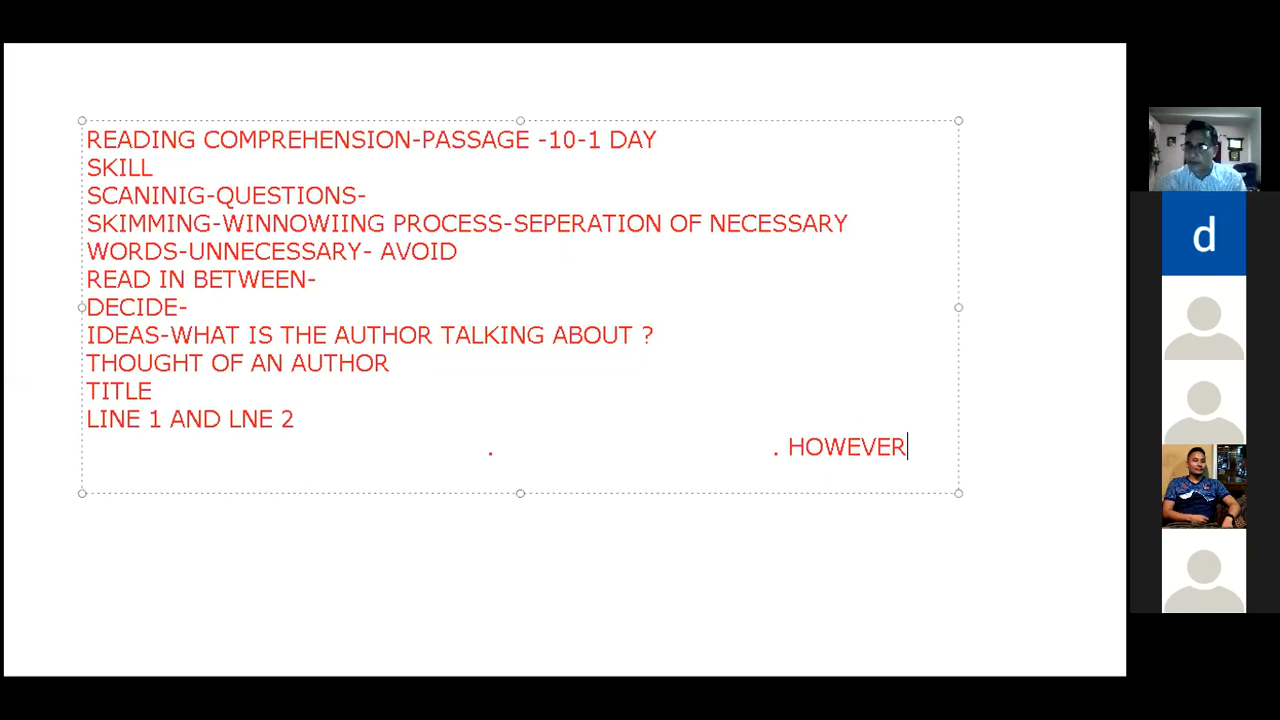 READING COMPREHENSION-PASSAGE -10-1 DAY
SKILL
SCANINIG-QUESTIONS-
SKIMMING-WINNOWIING PROCESS-SEPERATION OF NECESSARY
WORDS-UNNECESSARY- AVOID
READ IN BETWEEN-
DECIDE-
IDEAS-WHAT IS THE AUTHOR TALKING ABOUT ?
THOUGHT OF AN AUTHOR
TITLE
LINE 1 AND LNE 2
. . HOWEVER
d